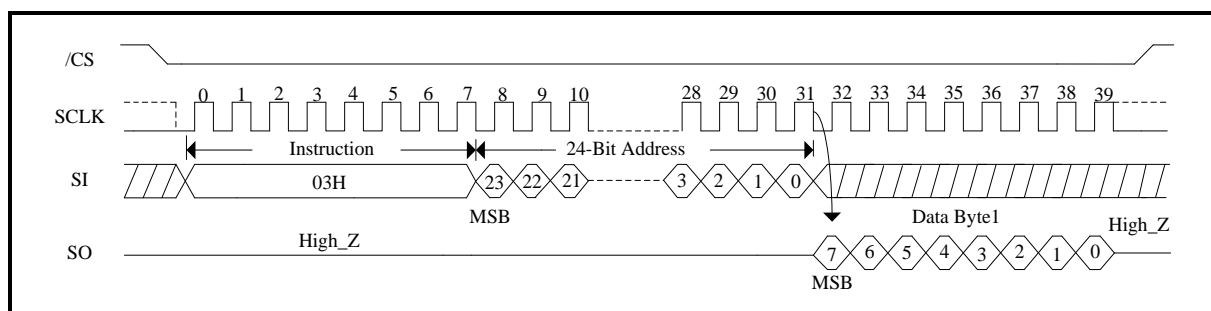 /CS
0 1 2 3 4 5 6 7 8 9 10 28 29 30 31 32 33 34 35 36 37 38 39
SCLK
Instruction 24-Bit Address
SI 03H 23 22 21 3 2 1 0
MSB Data Byte1 High_Z
High_Z
SO 7 6 5 4 3 2 1 0
MSB